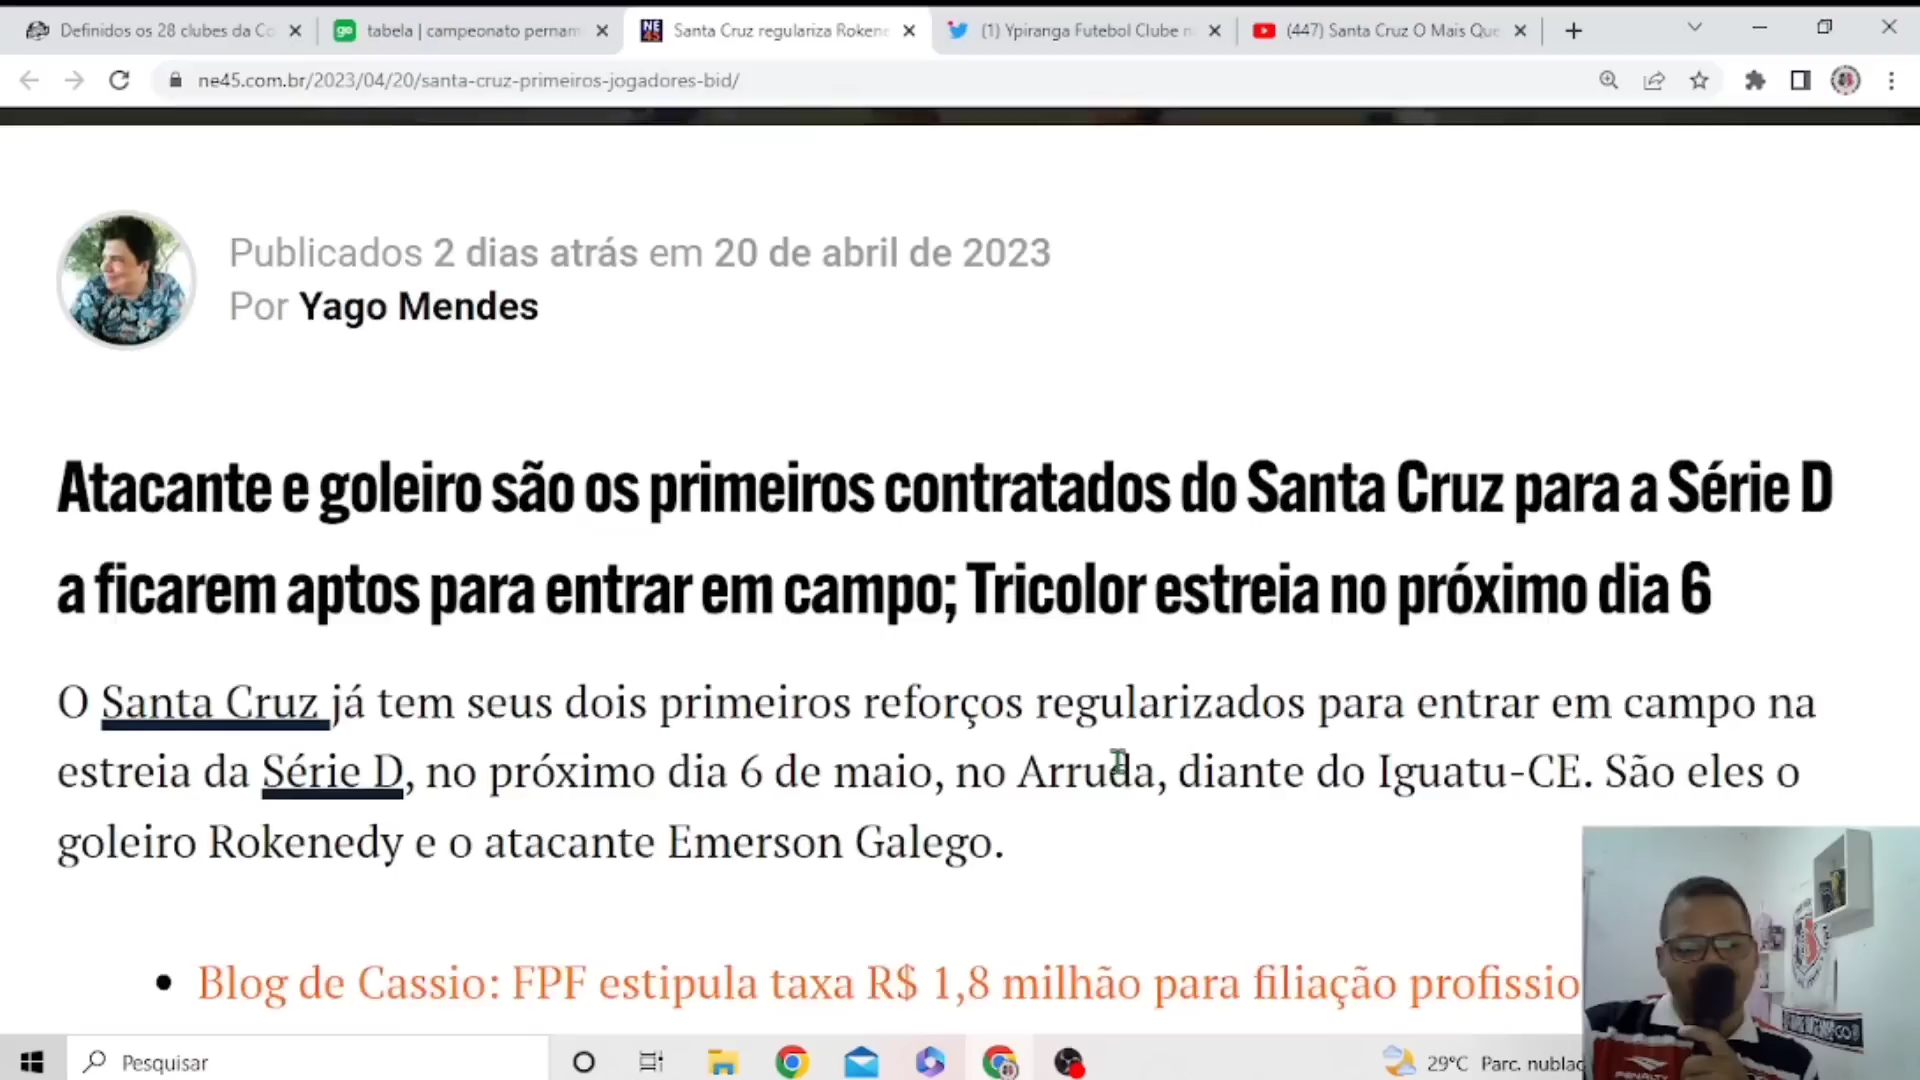 Definidos os 28 clubes da Co
go tabela | campeonato pernam
NE 45 Santa Cruz regulariza Rokene
(1) Ypiranga Futebol Clube n
(447) Santa Cruz O Mais Que
ne45.com.br/2023/04/20/santa-cruz-primeiros-jogadores-bid/
Publicados 2 dias atrás em 20 de abril de 2023
Por Yago Mendes
Atacante e goleiro são os primeiros contratados do Santa Cruz para a Série D
a ficarem aptos para entrar em campo; Tricolor estreia no próximo dia 6
O Santa Cruz já tem seus dois primeiros reforços regularizados para entrar em campo na
estreia da Série D, no próximo dia 6 de maio, no Arruda, diante do Iguatu-CE. São eles o
goleiro Rokenedy e o atacante Emerson Galego.
• Blog de Cassio: FPF estipula taxa R$ 1,8 milhão para filiação profissio
Pesquisar
29°C Parc. nublad
PENALTY